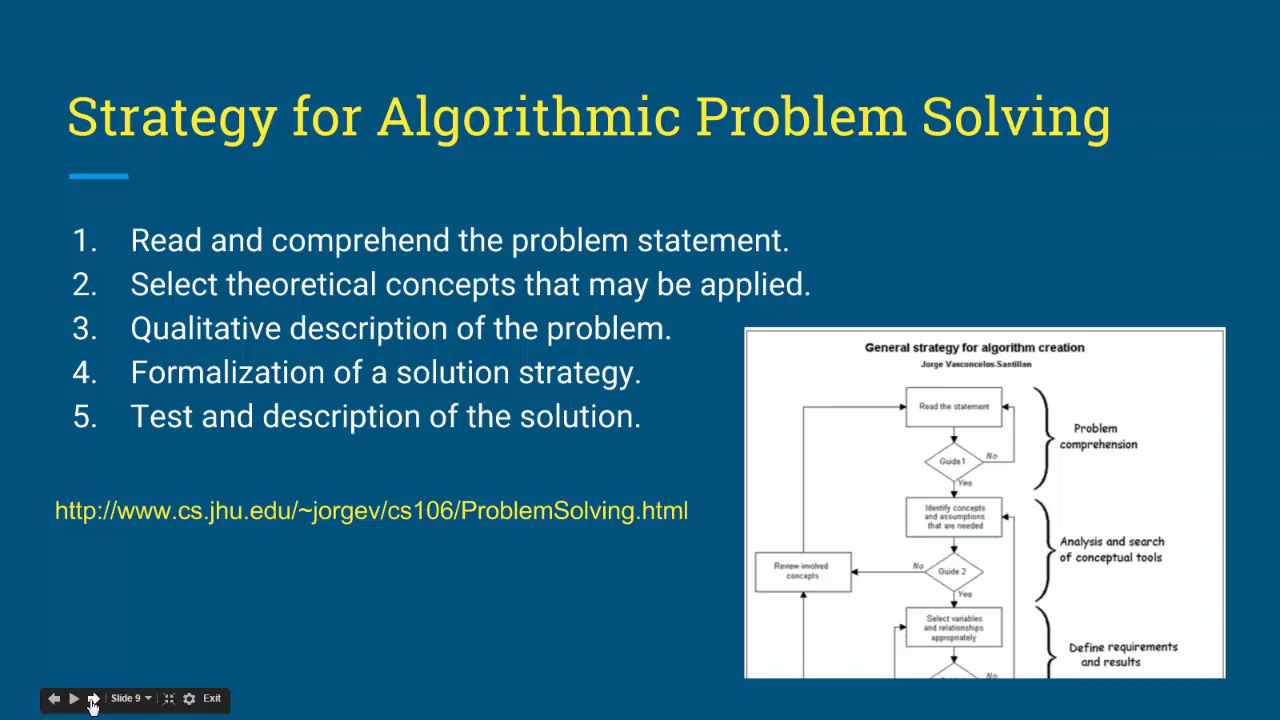 Strategy for Algorithmic Problem Solving
1. Read and comprehend the problem statement.
2. Select theoretical concepts that may be applied.
3. Qualitative description of the problem.
4. Formalization of a solution strategy.
5. Test and description of the solution.
http://www.cs.jhu.edu/~jorgev/cs106/ProblemSolving.html
General strategy for algorithm creation
Jorge Vasconcelos-Santillan
Read the statement
Problem
comprehension
Guide1
No
Yes
Identify concepts
and assumptions
that are needed
Analysis and search
of conceptual tools
Review involved
concepts
No
Guide 2
Yes
Select variables
and relationships
appropriately
Define requirements
and results
No
Slide 9
Exit